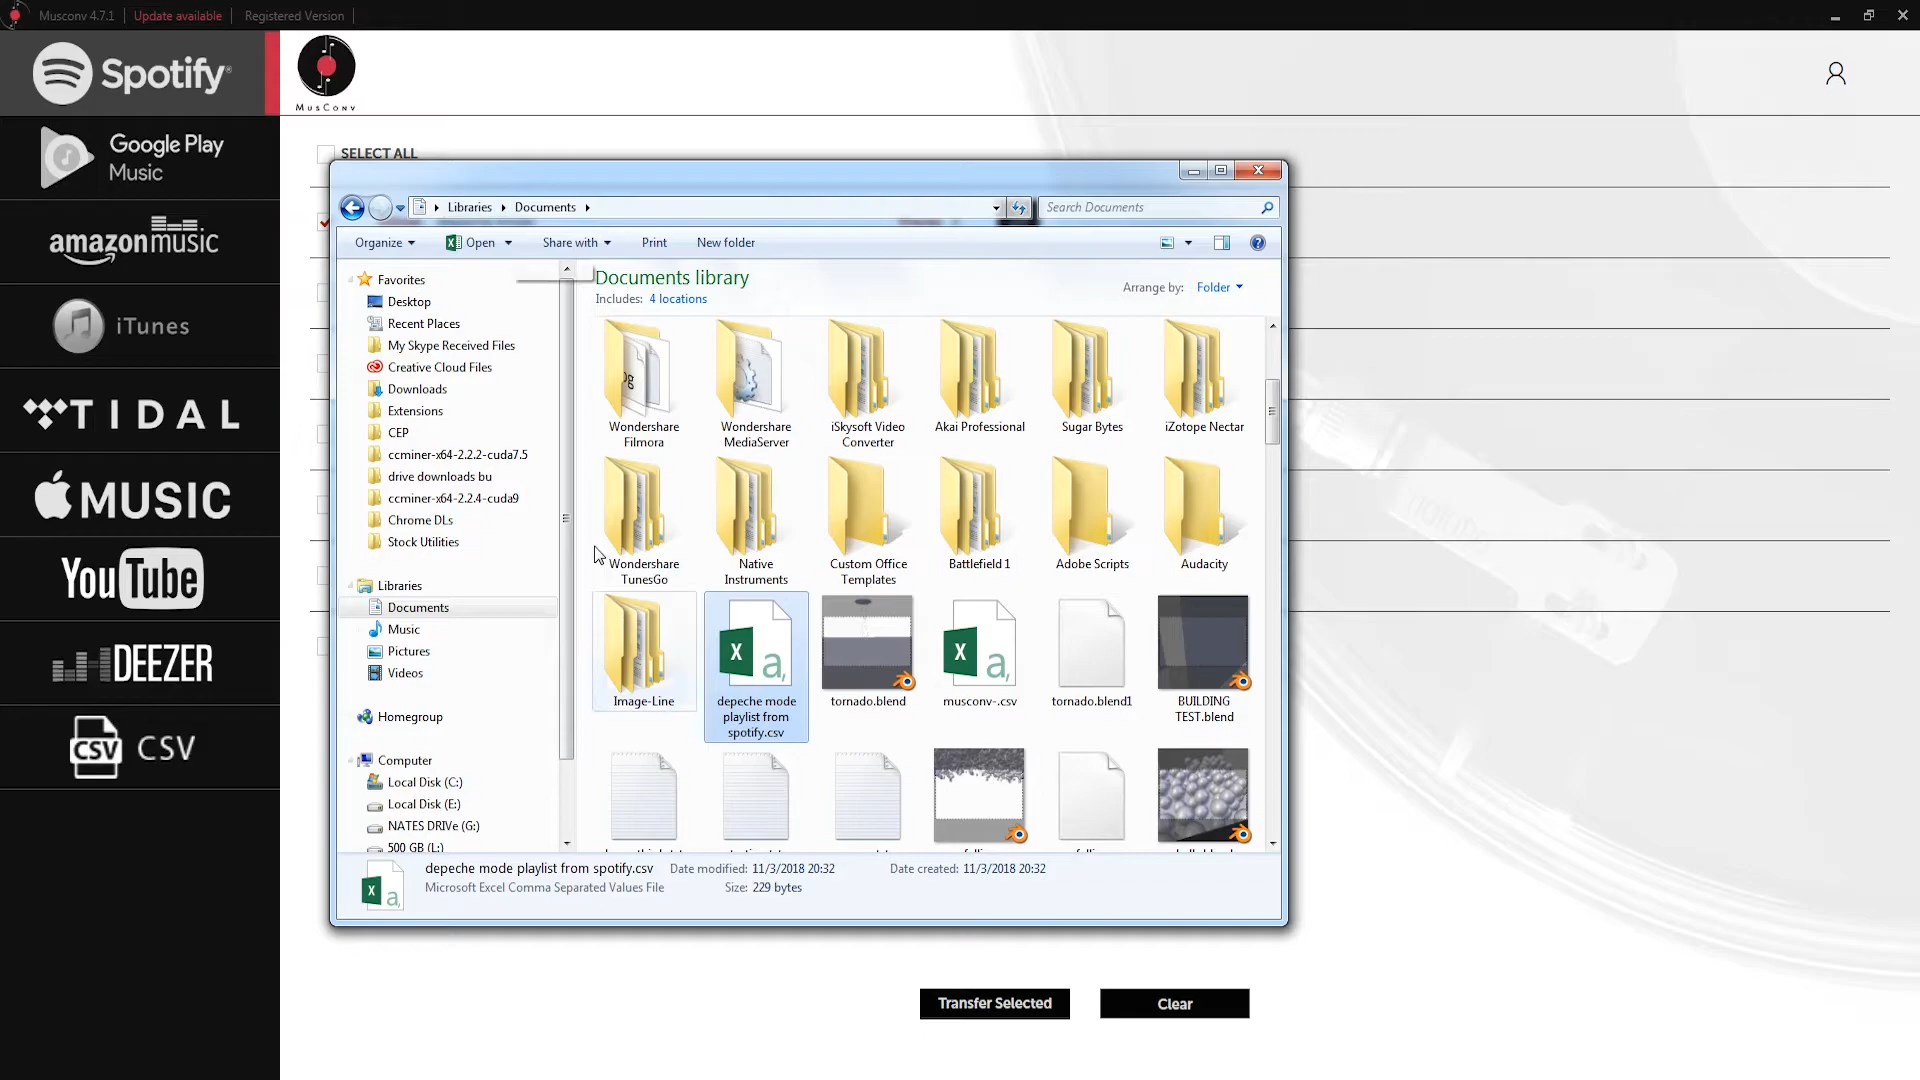 Musconv 4.7.1
Update available
Registered Version
Spotify®
MusConv
Google Play
Music
SELECT ALL
Libraries
Documents
Search Documents
Organize
Open
Share with
Print
New folder
amazonmusic
Favorites
Desktop
Recent Places
My Skype Received Files
Creative Cloud Files
Downloads
Extensions
CEP
ccminer-x64-2.2.2-cuda7.5
drive downloads bu
ccminer-x64-2.2.4-cuda9
Chrome DLs
Stock Utilities
Libraries
Documents
Music
Pictures
Videos
Homegroup
Computer
Local Disk (C:)
Local Disk (E:)
NATES DRIVe (G:)
500 GB (L:)
Documents library
Includes: 4 locations
Arrange by: Folder
Wondershare
Filmora
Wondershare
MediaServer
iSkysoft Video
Converter
Akai Professional
Sugar Bytes
iZotope Nectar
Wondershare
TunesGo
Native
Instruments
Custom Office
Templates
Battlefield 1
Adobe Scripts
Audacity
Image-Line
depeche mode
playlist from
spotify.csv
tornado.blend
musconv-.csv
tornado.blend1
BUILDING
TEST.blend
iTunes
TIDAL
MUSIC
YouTube
DEEZER
CSV
CSV
depeche mode playlist from spotify.csv
Date modified: 11/3/2018 20:32
Date created: 11/3/2018 20:32
Microsoft Excel Comma Separated Values File
Size: 229 bytes
Transfer Selected
Clear